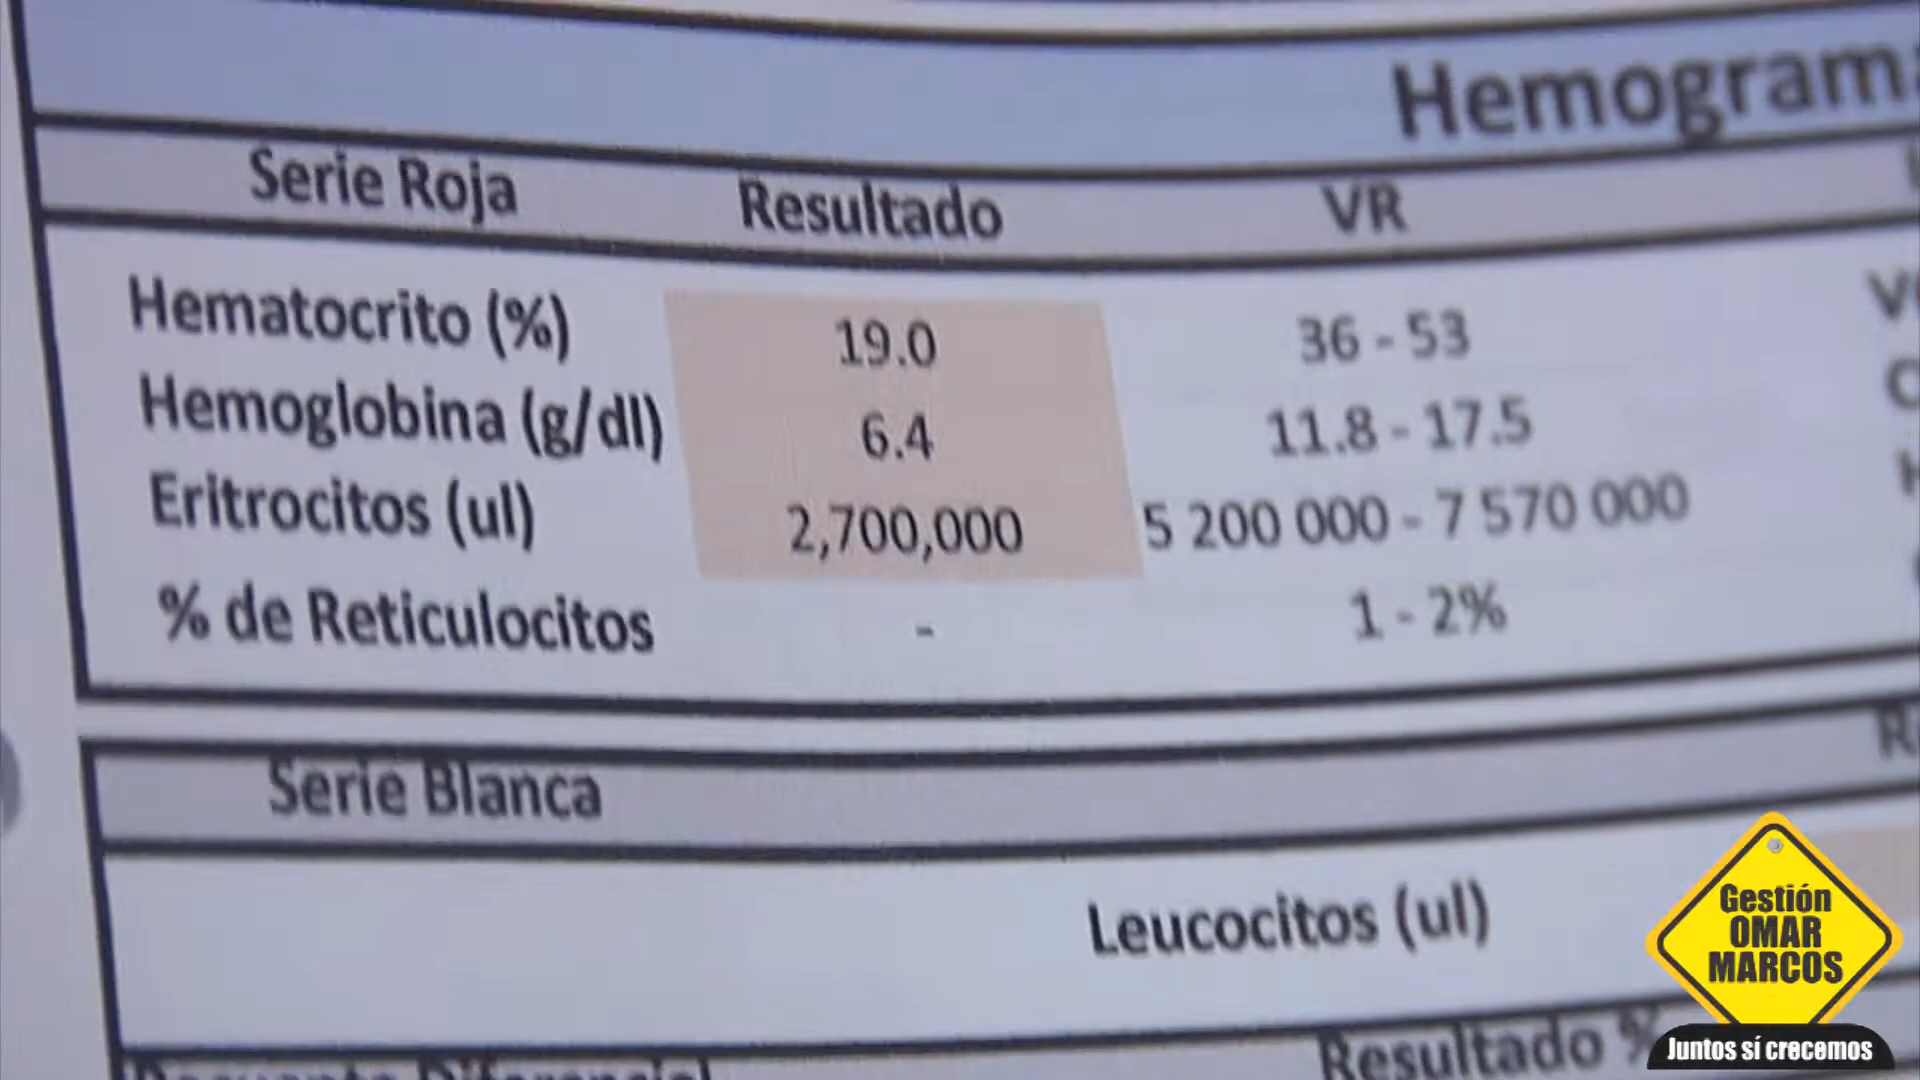 Hemograma
Serie Roja Resultado VR
Hematocrito (%) 19.0 36 - 53
Hemoglobina (g/dl) 6.4 11.8 - 17.5
Eritrocitos (ul) 2,700,000 5 200 000 - 7 570 000
% de Reticulocitos - 1 - 2%
Serie Blanca
Leucocitos (ul)
Resultado %
Gestión
OMAR
MARCOS
Juntos sí crecemos